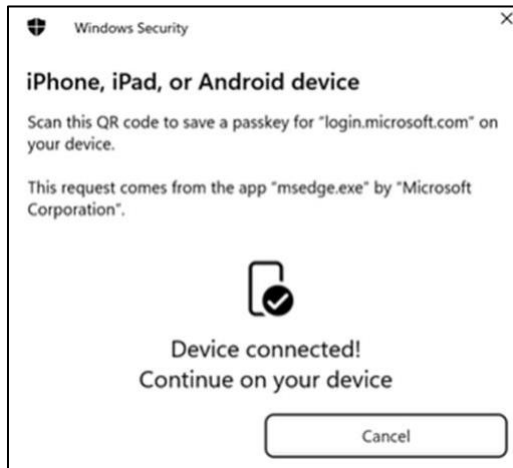 Windows Security
iPhone, iPad, or Android device
Scan this QR code to save a passkey for "login.microsoft.com" on
your device.
This request comes from the app "msedge.exe" by "Microsoft
Corporation".
Device connected!
Continue on your device
Cancel